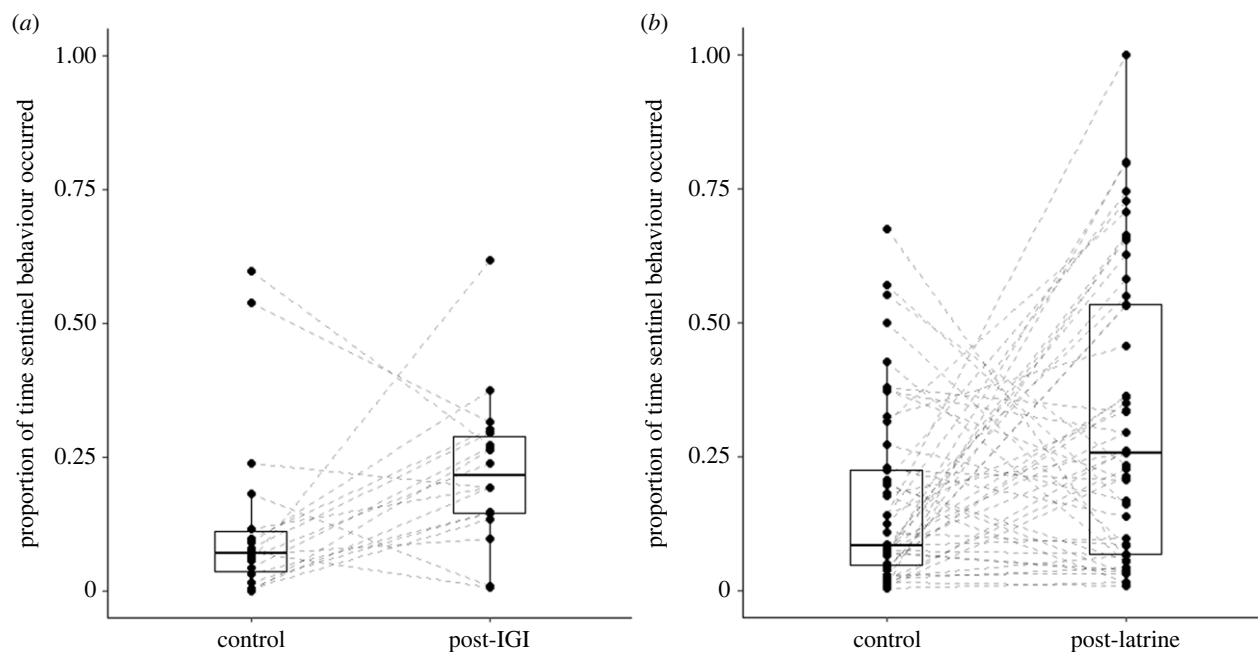 (a)
1.00
0.75
0.50
0.25
0
proportion of time sentinel behaviour occurred
control
post-IGI
(b)
1.00
0.75
0.50
0.25
0
proportion of time sentinel behaviour occurred
control
post-latrine